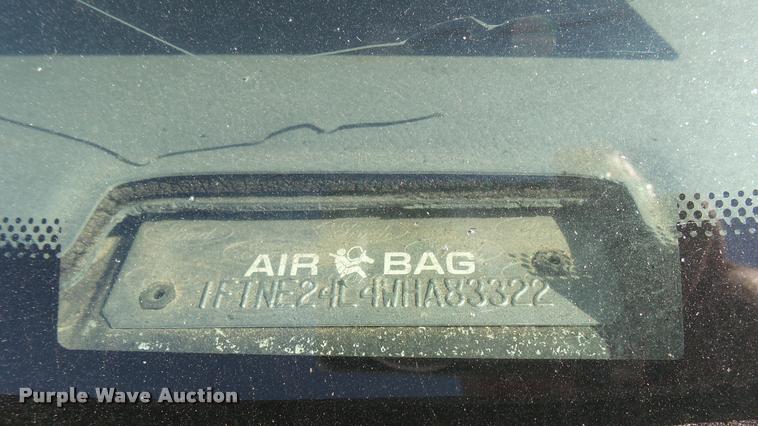 AIR BAG
1FTNE24L4WHA83322
Purple Wave Auction